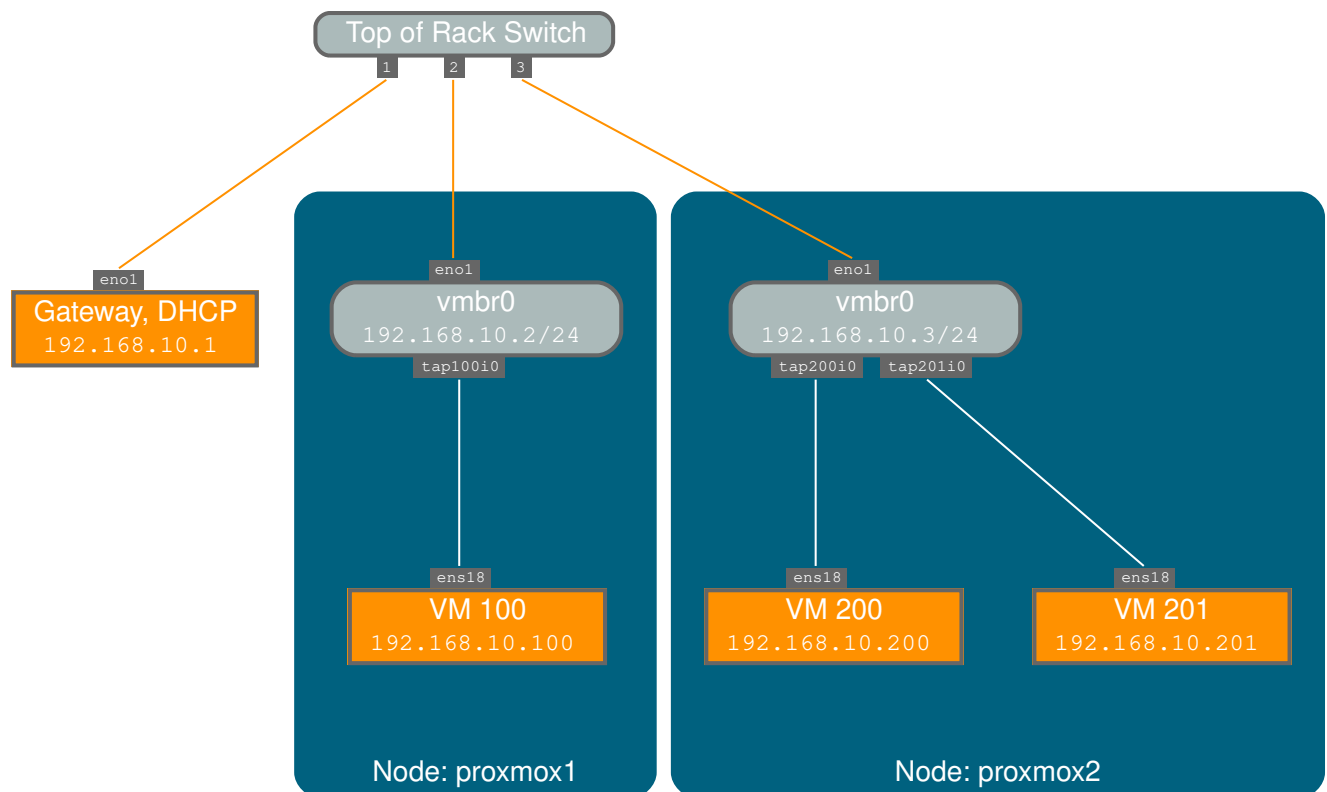 Top of Rack Switch
1 2 3
eno1
Gateway, DHCP
192.168.10.1
eno1
vmbr0
192.168.10.2/24
tap100i0
ens18
VM 100
192.168.10.100
Node: proxmox1
eno1
vmbr0
192.168.10.3/24
tap200i0 tap201i0
ens18
VM 200
192.168.10.200
ens18
VM 201
192.168.10.201
Node: proxmox2